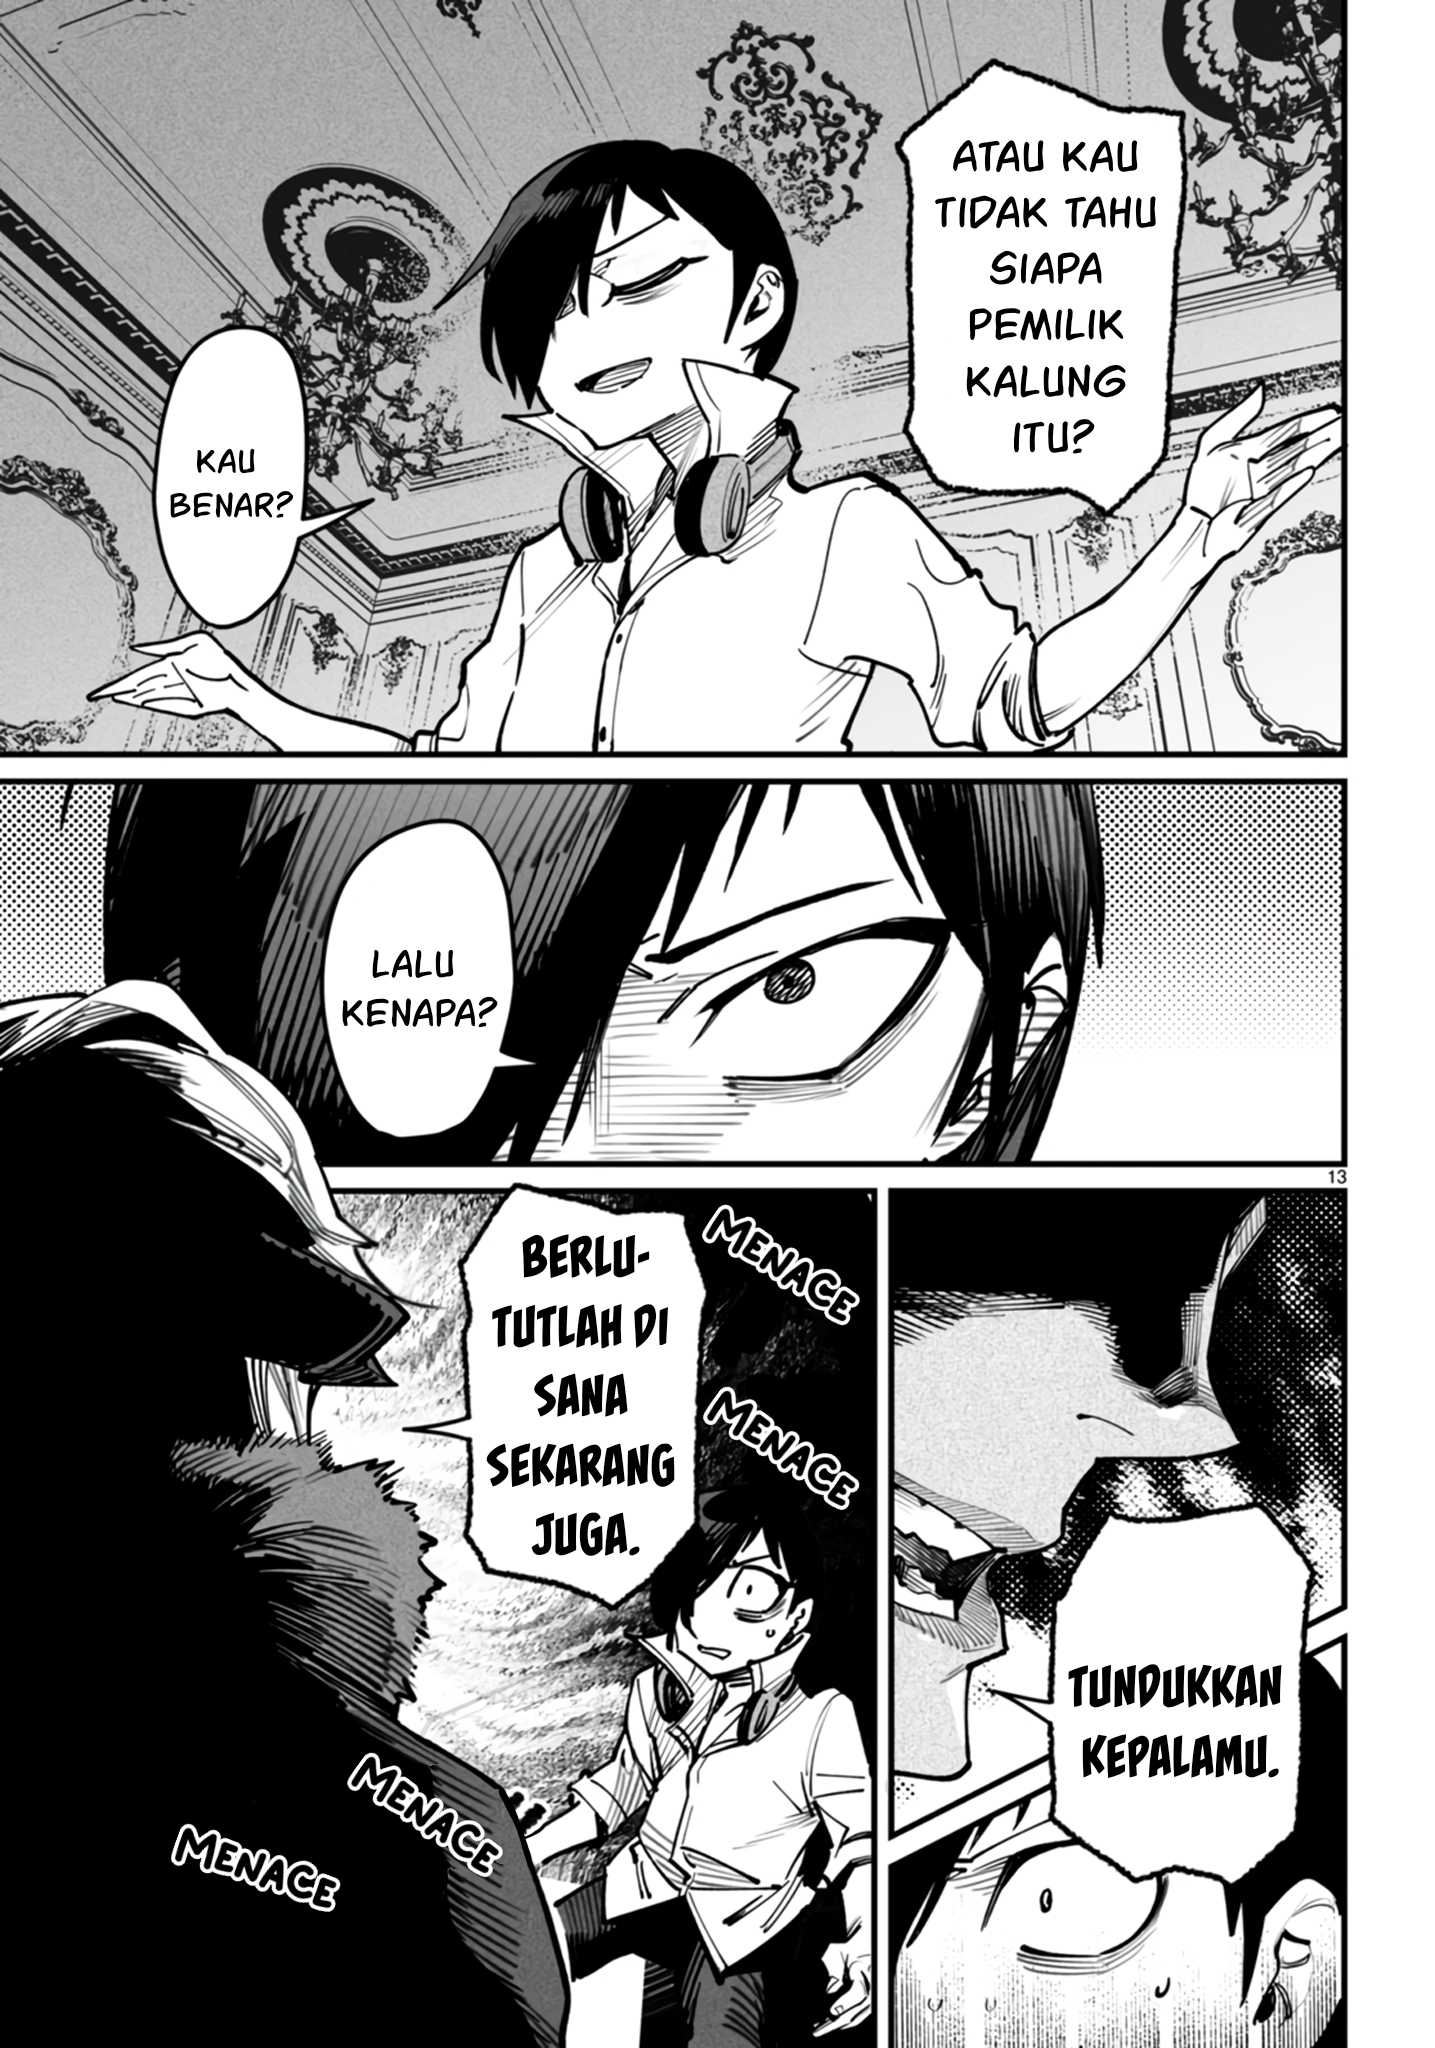 ATAU KAU
TIDAK TAHU
SIAPA
PEMILIK
KALUNG
ITU?
KAU
BENAR?
LALU
KENAPA?
13
TUNDUKKAN
KEPALAMU.
BERLU-
TUTLAH DI
SANA
SEKARANG
JUGA.
MENACE
MENACE
MENACE
MENACE